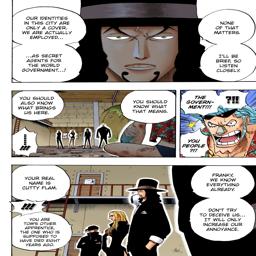 OUR IDENTITIES
IN THIS CITY ARE
ONLY A COVER.
WE ARE ACTUALLY
EMPLOYED...
...AS SECRET
AGENTS FOR
THE WORLD
GOVERNMENT...!
NONE
OF THAT
MATTERS.
I'LL BE
BRIEF, SO
LISTEN
CLOSELY.
YOU SHOULD
ALSO KNOW
WHAT BRINGS
US HERE.
YOU SHOULD
KNOW WHAT
THAT MEANS.
THE
GOVERN-
MENT!!!
?!!
YOU
PEOPLE
?!!
YOUR REAL
NAME IS
CUTTY FLAM.
YOU ARE
TOM'S OTHER
APPRENTICE,
THE ONE WHO IS
SUPPOSED TO
HAVE DIED EIGHT
YEARS AGO.
FRANKY,
WE KNOW
EVERYTHING
ALREADY.
DON'T TRY
TO DECEIVE
US... IT
WILL ONLY
INCREASE OUR
ANNOYANCE.